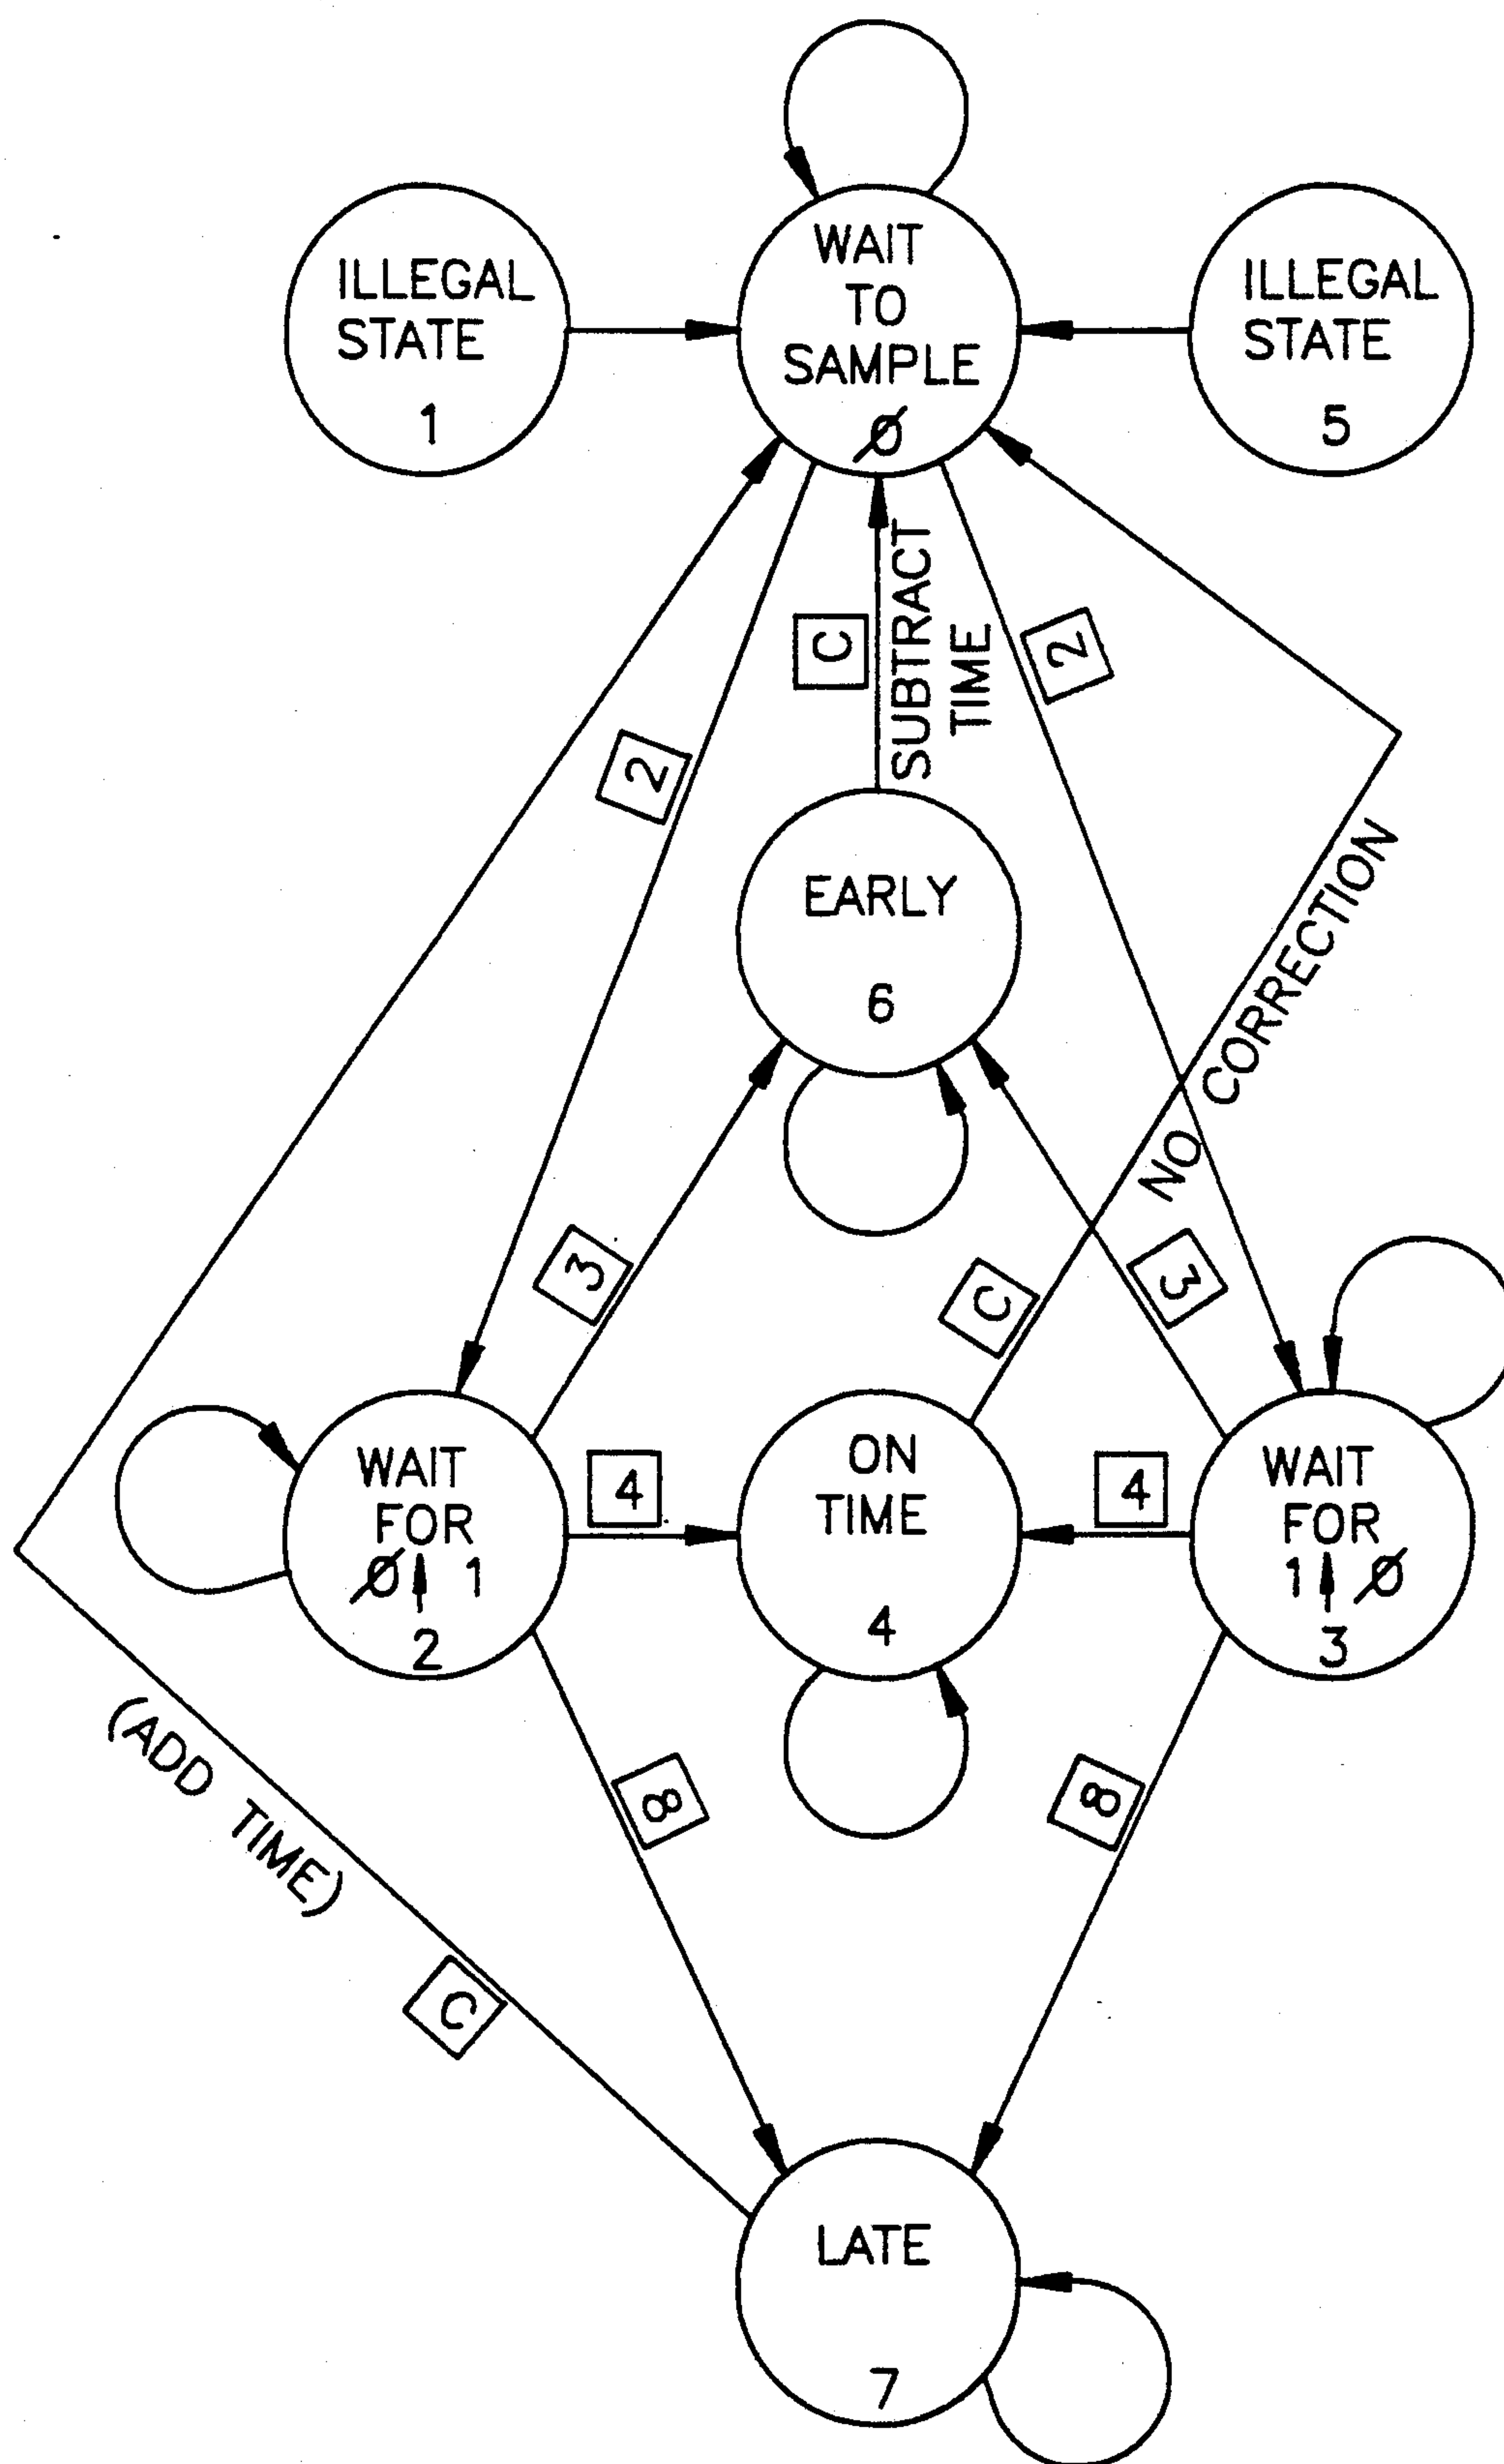 ILLEGAL
STATE
1
WAIT
TO
SAMPLE
Ø
ILLEGAL
STATE
5
C
SUBTRACT
TIME
2
2
EARLY
6
NO CORRECTION
3
C
3
WAIT
FOR
Ø 1
2
4
ON
TIME
4
4
WAIT
FOR
1 Ø
3
(ADD TIME)
8
8
C
LATE
7